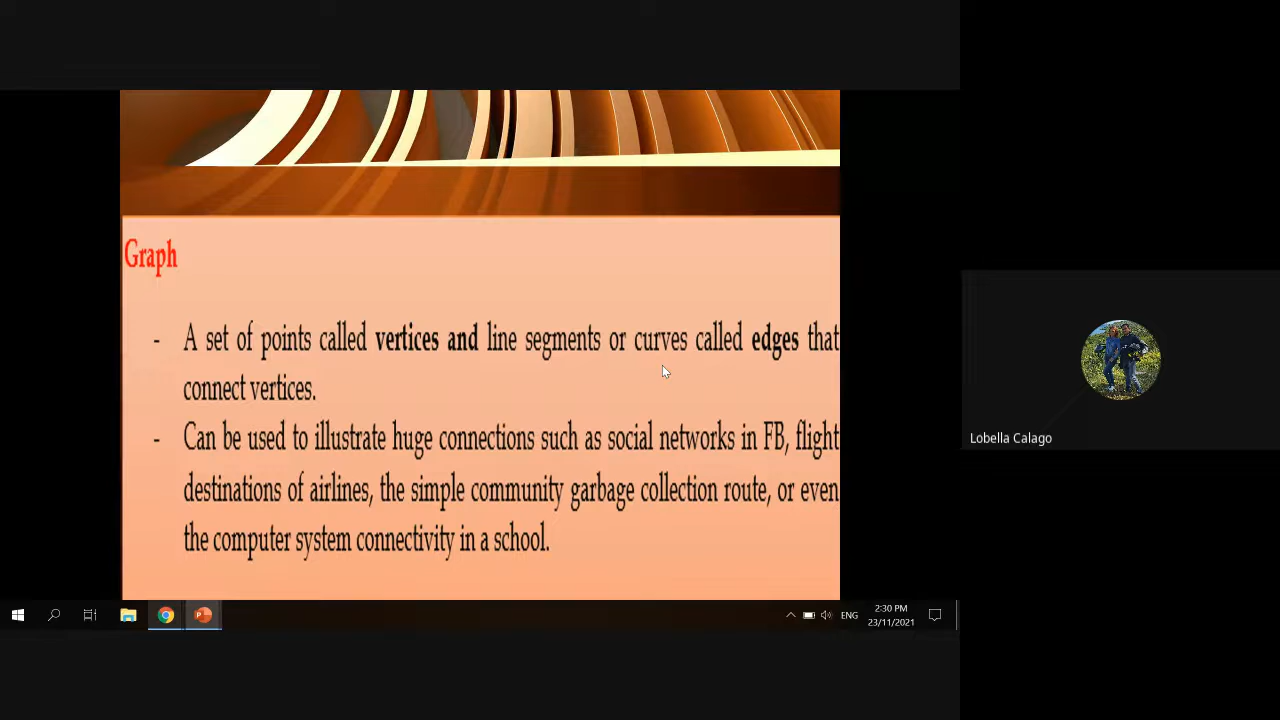 Graph
- A set of points called vertices and line segments or curves called edges that
connect vertices.
- Can be used to illustrate huge connections such as social networks in FB, flight
destinations of airlines, the simple community garbage collection route, or even
the computer system connectivity in a school.
Lobella Calago
ENG
2:30 PM
23/11/2021